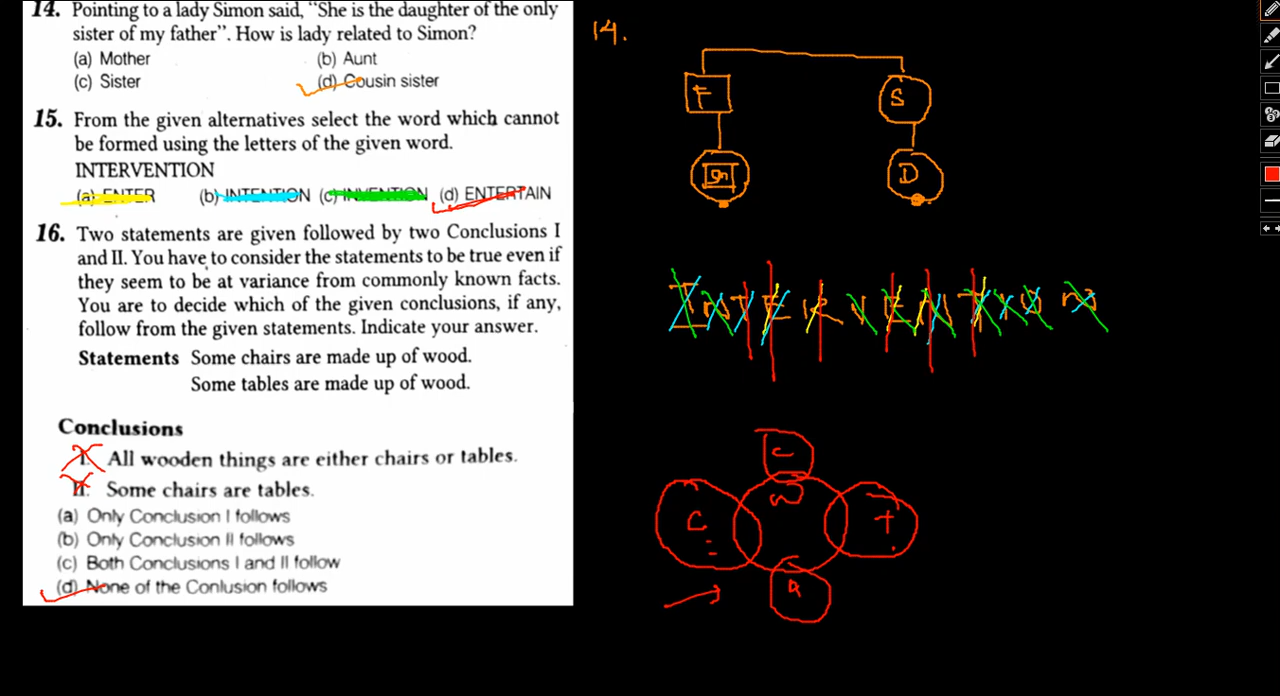 14. Pointing to a lady Simon said, "She is the daughter of the only
sister of my father". How is lady related to Simon?
(a) Mother (b) Aunt
(c) Sister (d) Cousin sister
15. From the given alternatives select the word which cannot
be formed using the letters of the given word.
INTERVENTION
(a) ENTER (b) INTENTION (c) INVENTION (d) ENTERTAIN
16. Two statements are given followed by two Conclusions I
and II. You have to consider the statements to be true even if
they seem to be at variance from commonly known facts.
You are to decide which of the given conclusions, if any,
follow from the given statements. Indicate your answer.
Statements Some chairs are made up of wood.
Some tables are made up of wood.
Conclusions
I. All wooden things are either chairs or tables.
II. Some chairs are tables.
(a) Only Conclusion I follows
(b) Only Conclusion II follows
(c) Both Conclusions I and II follow
(d) None of the Conlusion follows
14.
F S
D
INTERVENTION
C
W
C T